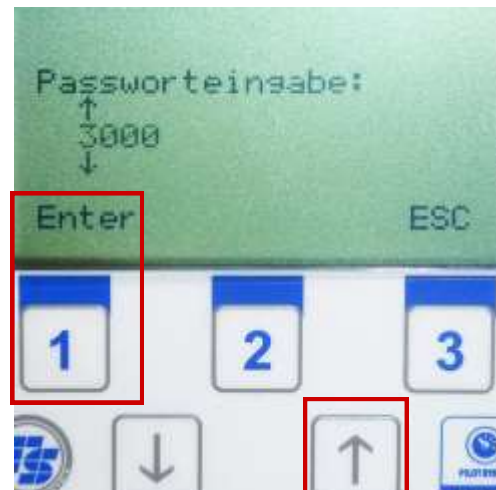 Passworteingabe:
↑
3000
↓
Enter ESC
1 2 3
↓ ↑